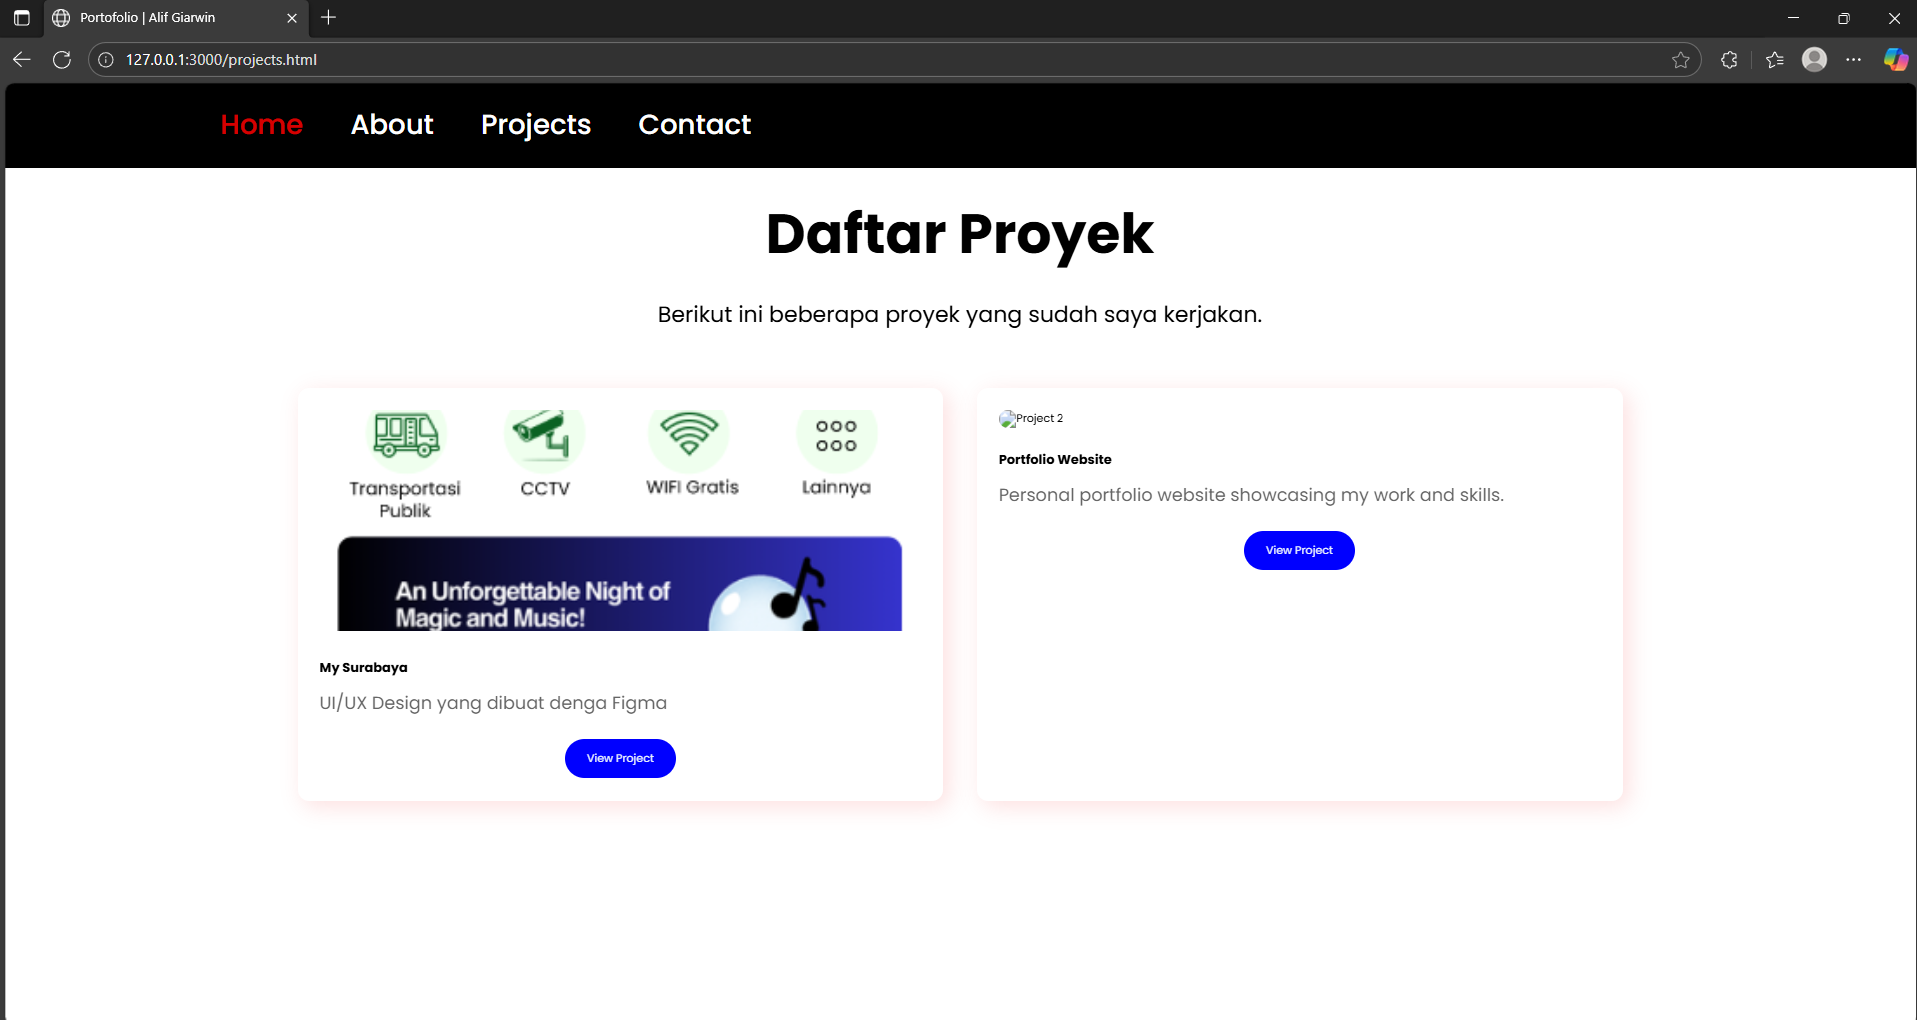 Portofolio | Alif Giarwin
127.0.0.1:3000/projects.html
Home About Projects Contact
Daftar Proyek
Berikut ini beberapa proyek yang sudah saya kerjakan.
Transportasi
Publik
CCTV
WIFI Gratis
Lainnya
An Unforgettable Night of
Magic and Music!
My Surabaya
UI/UX Design yang dibuat denga Figma
View Project
Project 2
Portfolio Website
Personal portfolio website showcasing my work and skills.
View Project